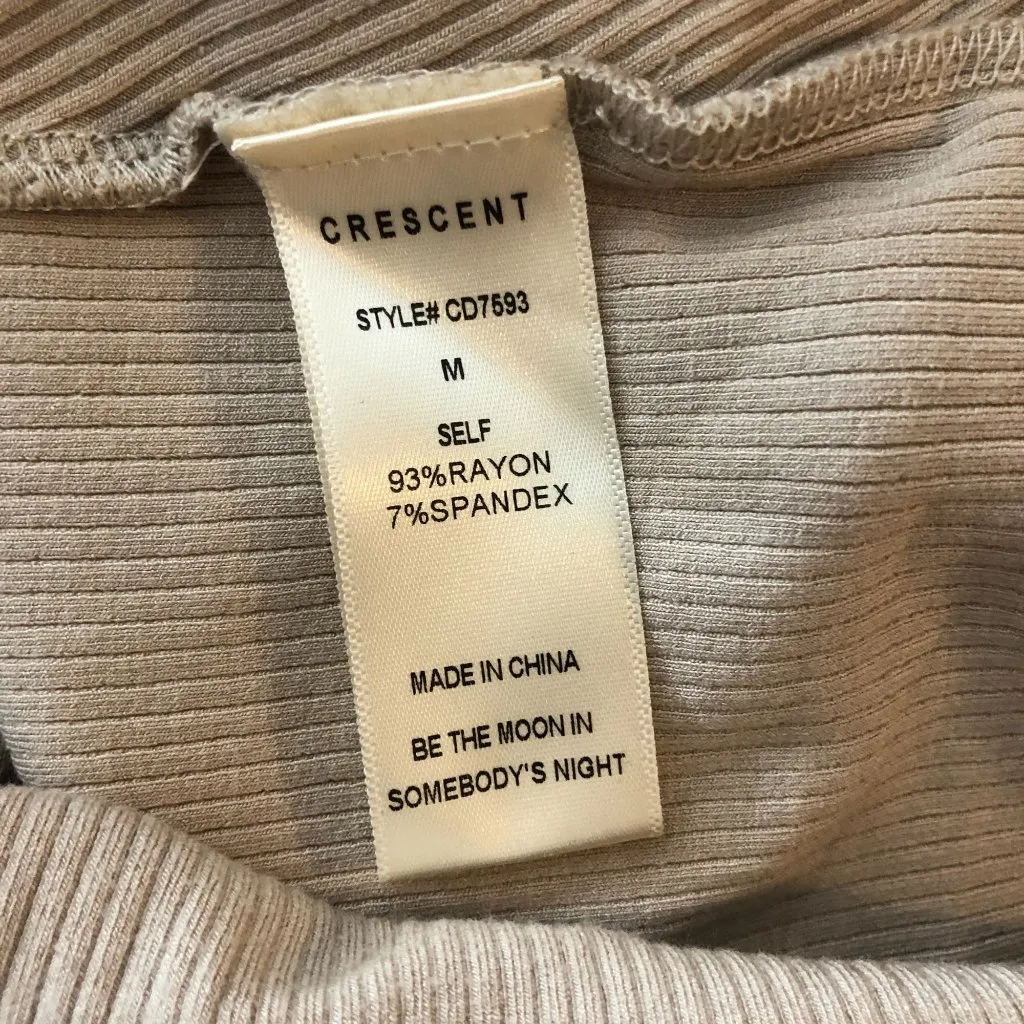 CRESCENT
STYLE# CD7593
M
SELF
93%RAYON
7%SPANDEX
MADE IN CHINA
BE THE MOON IN
SOMEBODY'S NIGHT